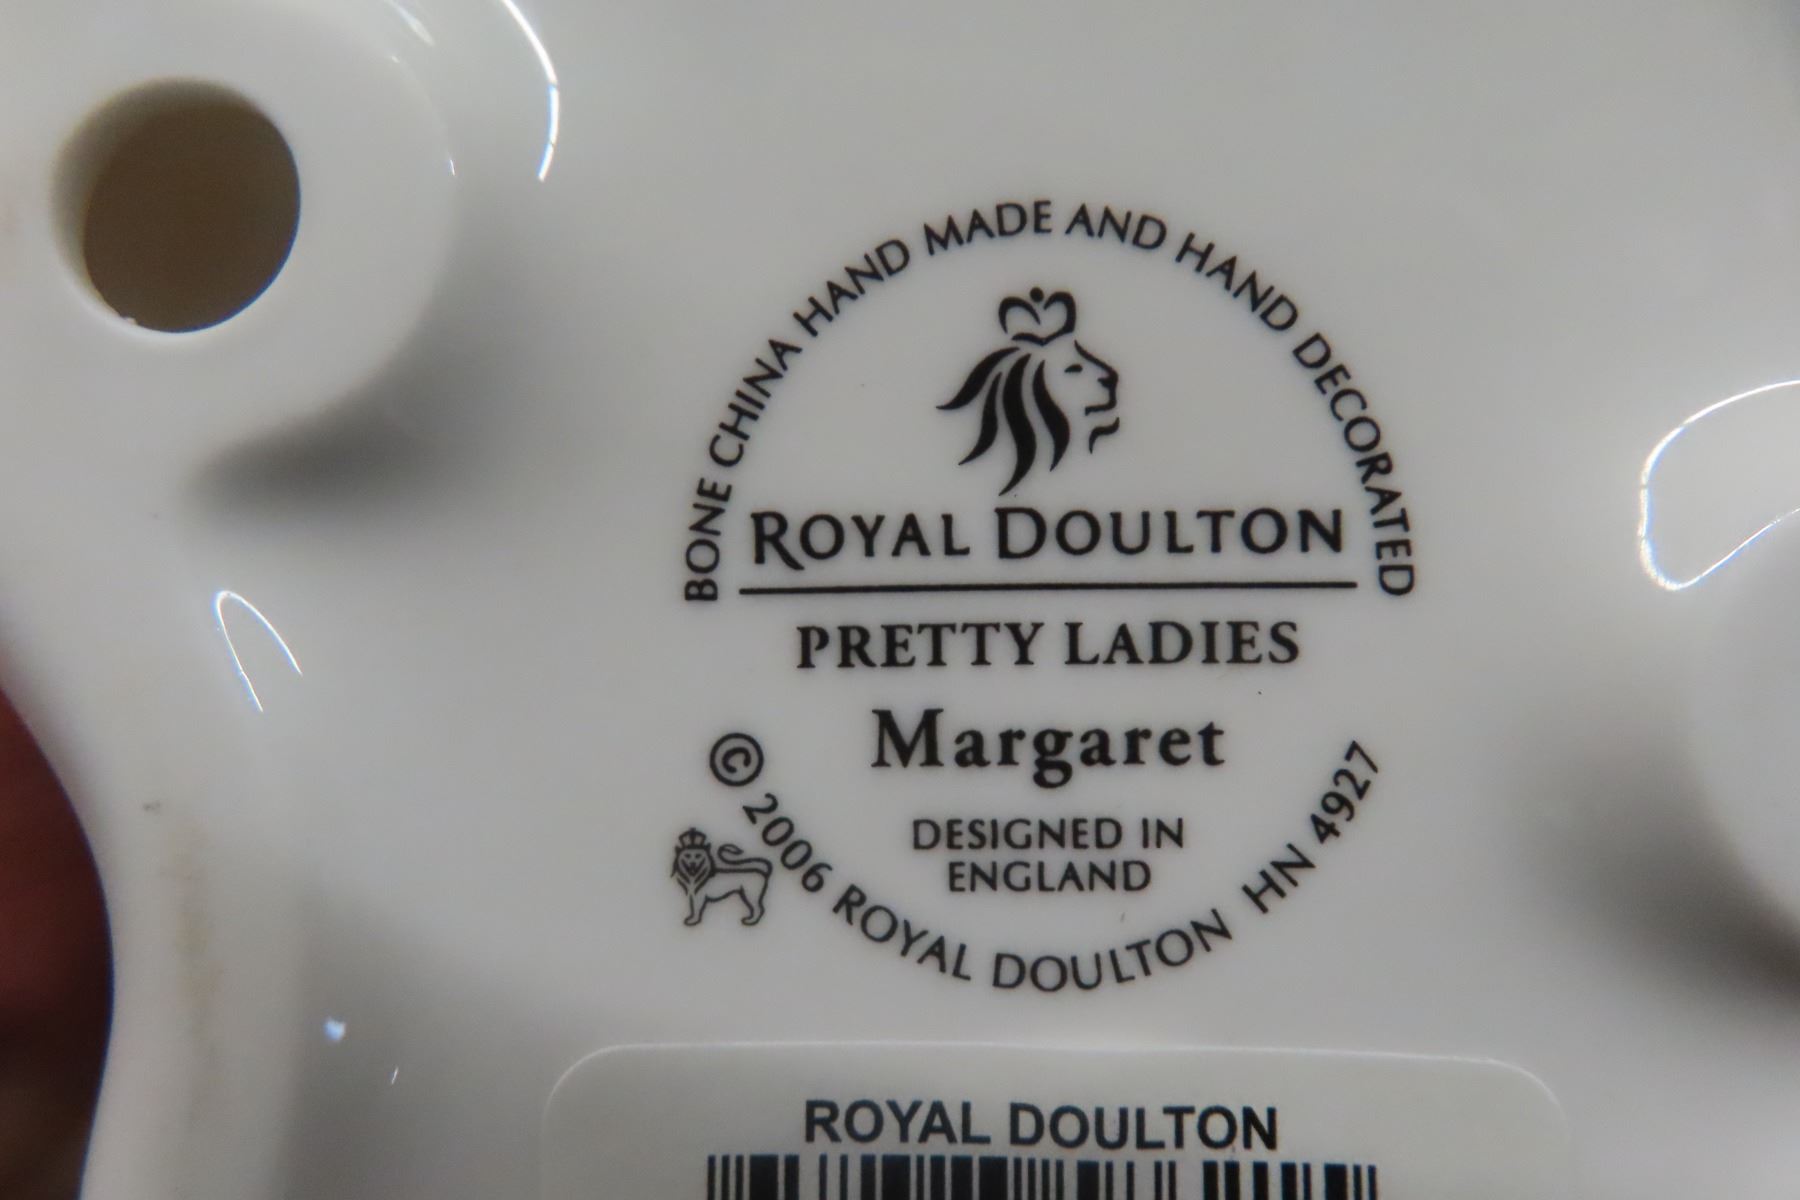 BONE CHINA HAND MADE AND HAND DECORATED
ROYAL DOULTON
PRETTY LADIES
Margaret
DESIGNED IN
ENGLAND
© 2006 ROYAL DOULTON HN 4927
ROYAL DOULTON